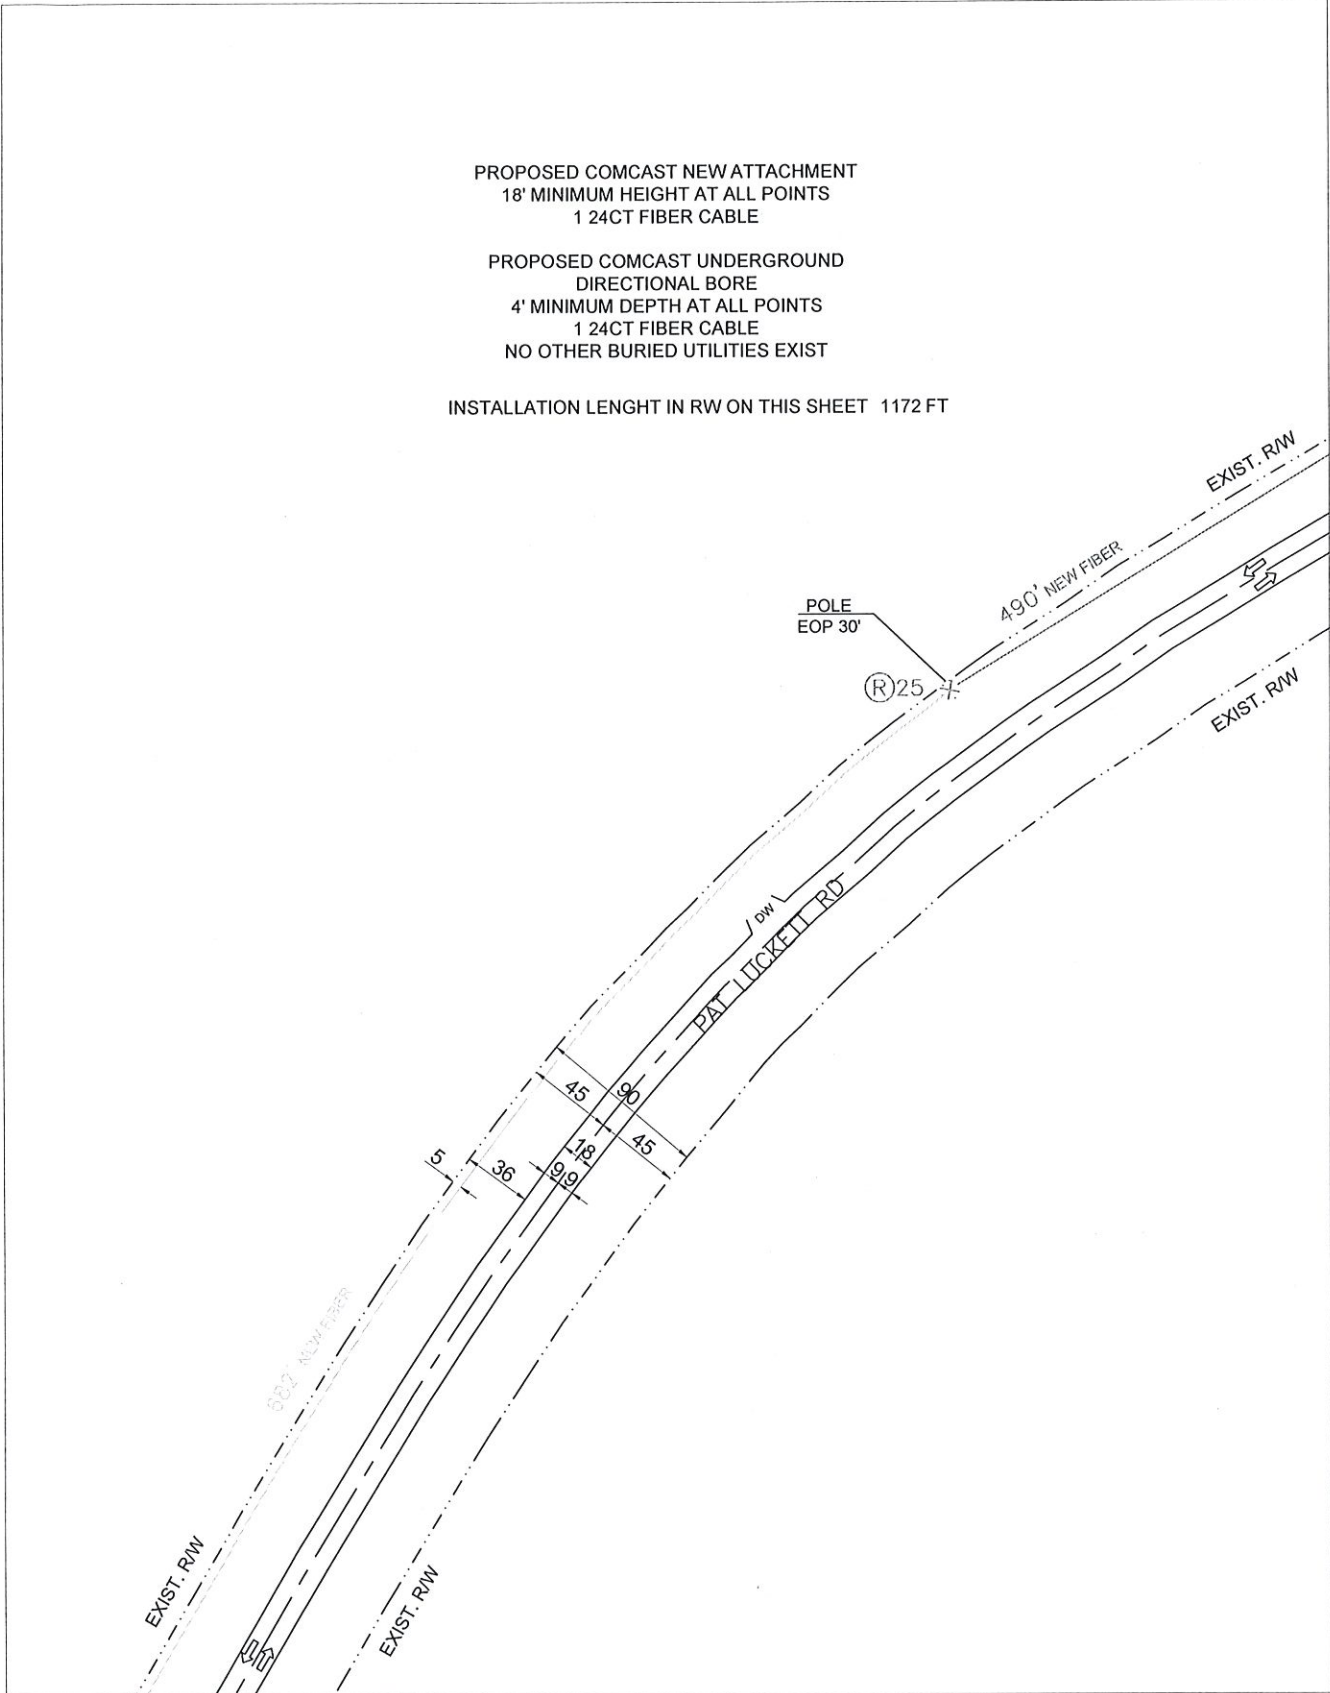 PROPOSED COMCAST NEW ATTACHMENT
18' MINIMUM HEIGHT AT ALL POINTS
1 24CT FIBER CABLE
PROPOSED COMCAST UNDERGROUND
DIRECTIONAL BORE
4' MINIMUM DEPTH AT ALL POINTS
1 24CT FIBER CABLE
NO OTHER BURIED UTILITIES EXIST
INSTALLATION LENGHT IN RW ON THIS SHEET 1172 FT
EXIST. R/W
490' NEW FIBER
POLE
EOP 30'
R 25
EXIST. R/W
DW
PAT LUCKETT RD
45
90
45
18
5
36
9
9
682' NEW FIBER
EXIST. R/W
EXIST. R/W